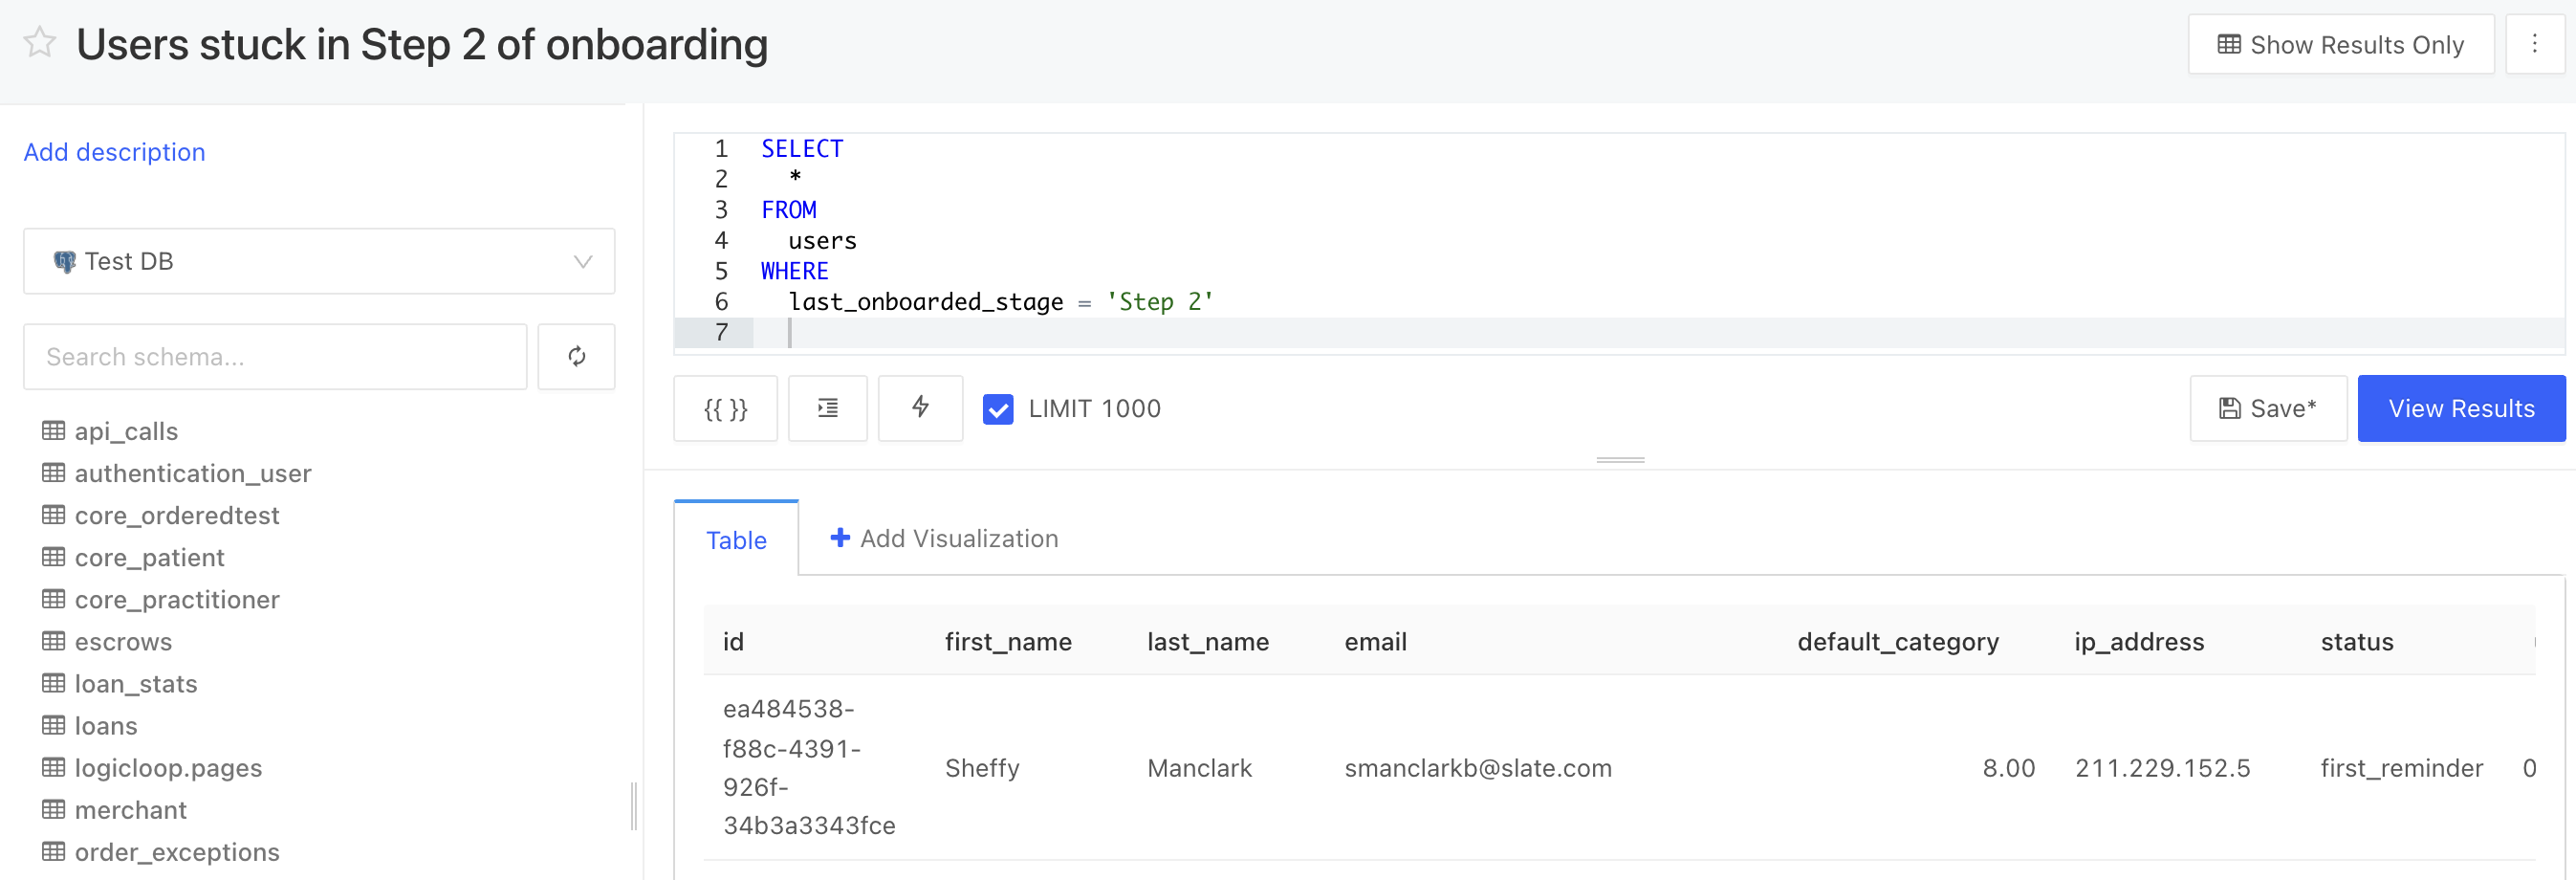 Users stuck in Step 2 of onboarding
Show Results Only
Add description
Test DB
Search schema...
api_calls
authentication_user
core_orderedtest
core_patient
core_practitioner
escrows
loan_stats
loans
logicloop.pages
merchant
order_exceptions
1 SELECT
2 *
3 FROM
4 users
5 WHERE
6 last_onboarded_stage = 'Step 2'
7
{{ }} LIMIT 1000 Save* View Results
Table Add Visualization
id first_name last_name email default_category ip_address status
ea484538-
f88c-4391-
926f-
34b3a3343fce
Sheffy Manclark smanclarkb@slate.com 8.00 211.229.152.5 first_reminder 0